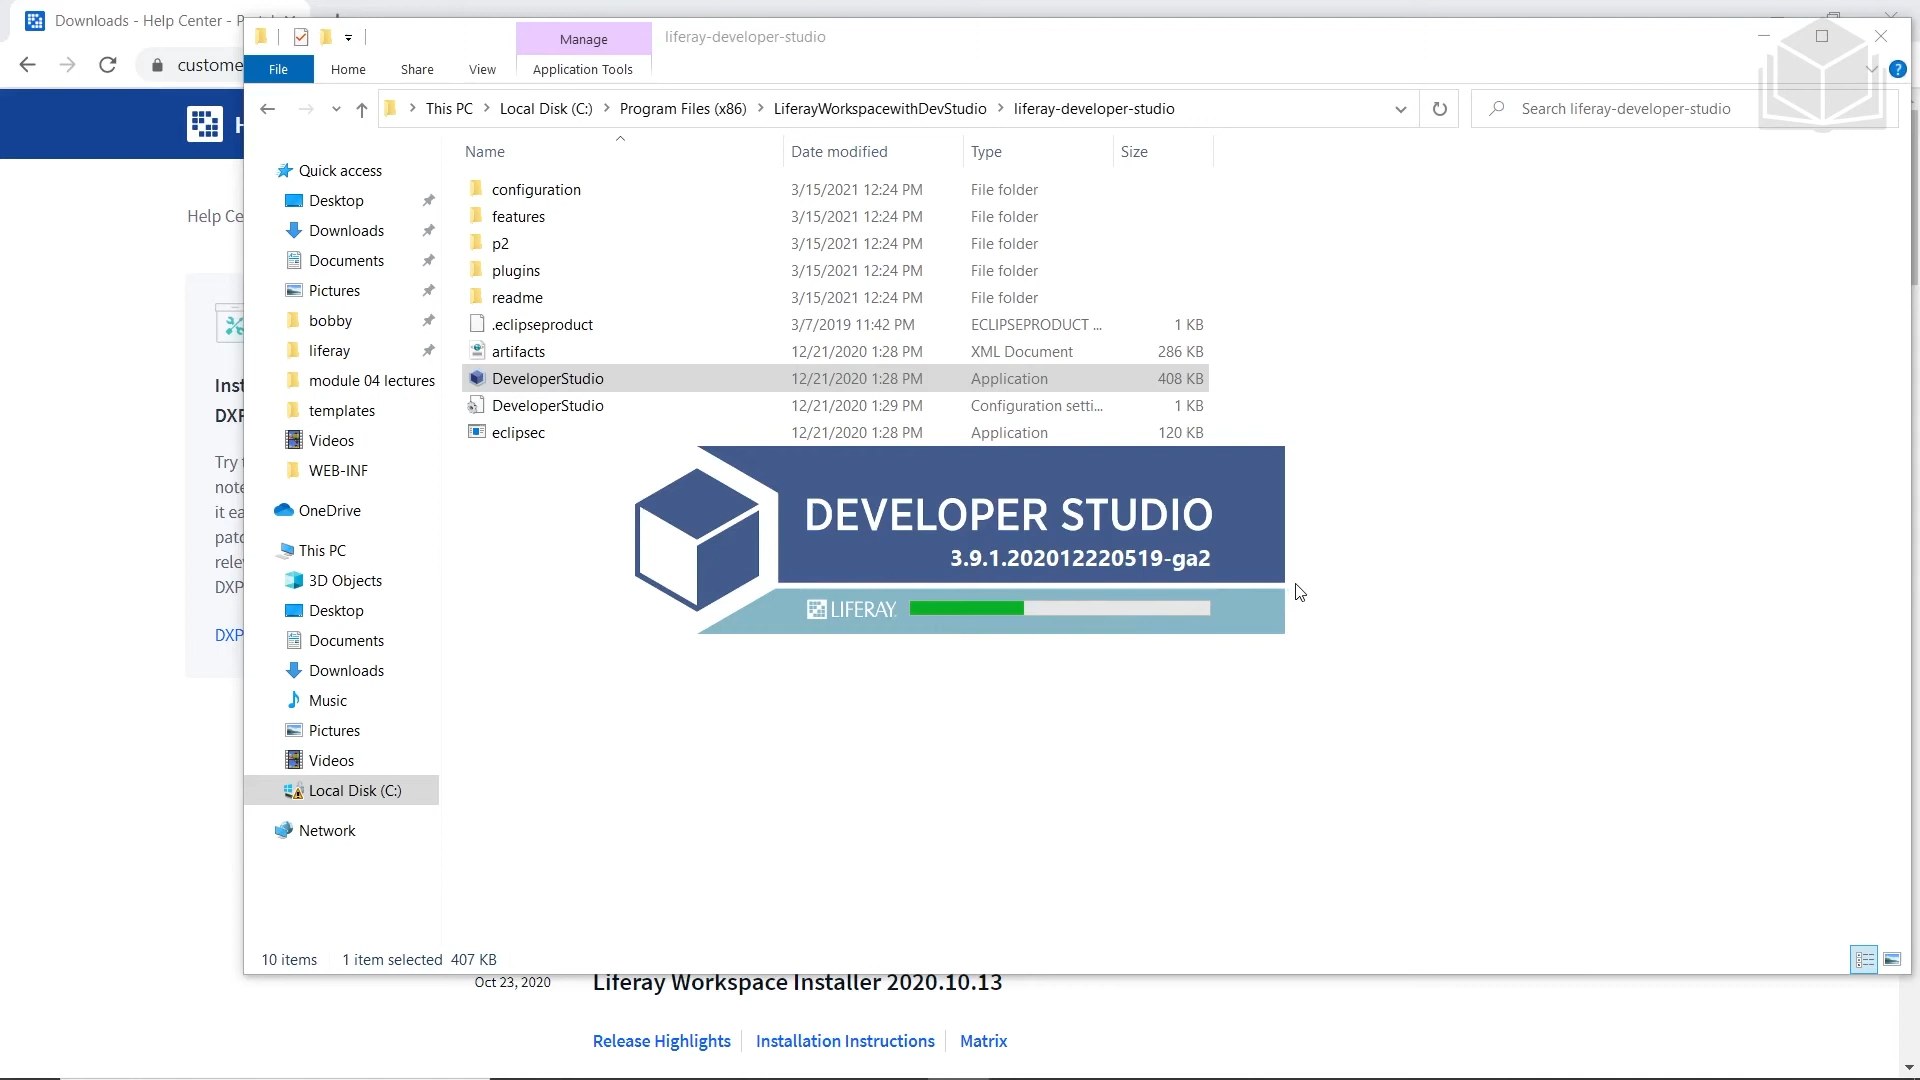 Downloads - Help Center -
Manage
liferay-developer-studio
custome
File
Home
Share
View
Application Tools
This PC
Local Disk (C:)
Program Files (x86)
LiferayWorkspacewithDevStudio
liferay-developer-studio
Search liferay-developer-studio
Name
Date modified
Type
Size
Quick access
Desktop
Downloads
Documents
Pictures
bobby
liferay
module 04 lectures
templates
Videos
WEB-INF
OneDrive
This PC
3D Objects
Desktop
Documents
Downloads
Music
Pictures
Videos
Local Disk (C:)
Network
configuration 3/15/2021 12:24 PM File folder
features 3/15/2021 12:24 PM File folder
p2 3/15/2021 12:24 PM File folder
plugins 3/15/2021 12:24 PM File folder
readme 3/15/2021 12:24 PM File folder
.eclipseproduct 3/7/2019 11:42 PM ECLIPSEPRODUCT ... 1 KB
artifacts 12/21/2020 1:28 PM XML Document 286 KB
DeveloperStudio 12/21/2020 1:28 PM Application 408 KB
DeveloperStudio 12/21/2020 1:29 PM Configuration setti... 1 KB
eclipsec 12/21/2020 1:28 PM Application 120 KB
DEVELOPER STUDIO
3.9.1.202012220519-ga2
LIFERAY.
Help Ce
Inst
DXP
Try
note
it ea
patc
rele
DXP
DXP
10 items 1 item selected 407 KB
Oct 23, 2020
Liferay Workspace Installer 2020.10.13
Release Highlights
Installation Instructions
Matrix